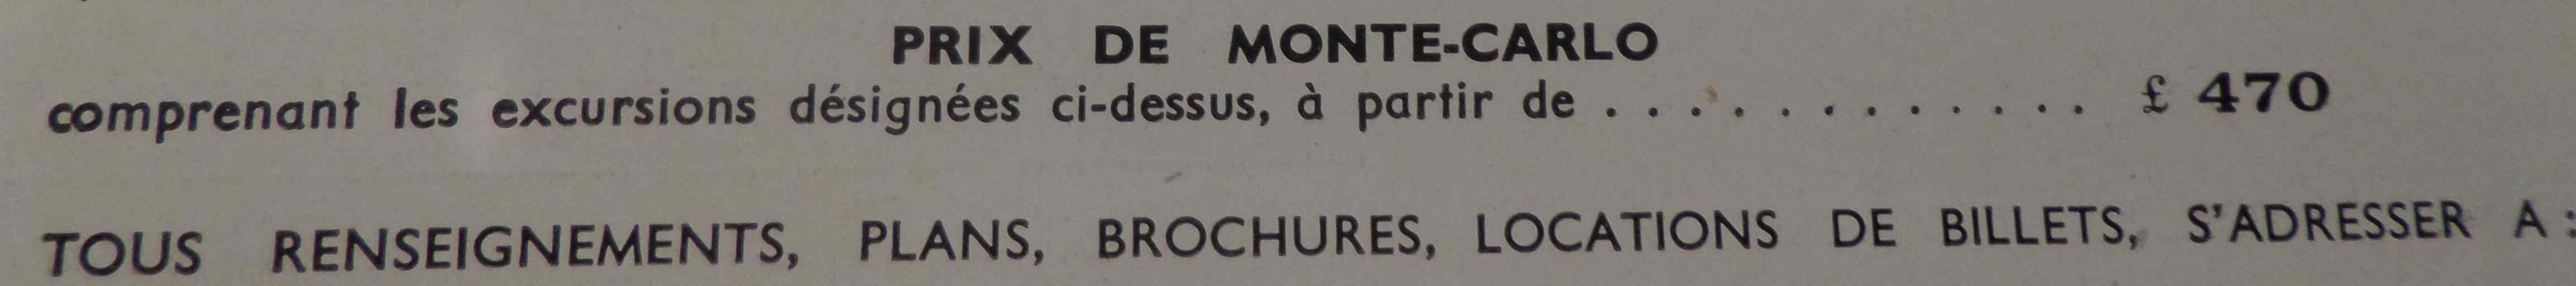 PRIX DE MONTE-CARLO
comprenant les excursions désignées ci-dessus, à partir de . . . . . . . . . . . . £ 470
TOUS RENSEIGNEMENTS, PLANS, BROCHURES, LOCATIONS DE BILLETS, S'ADRESSER A :